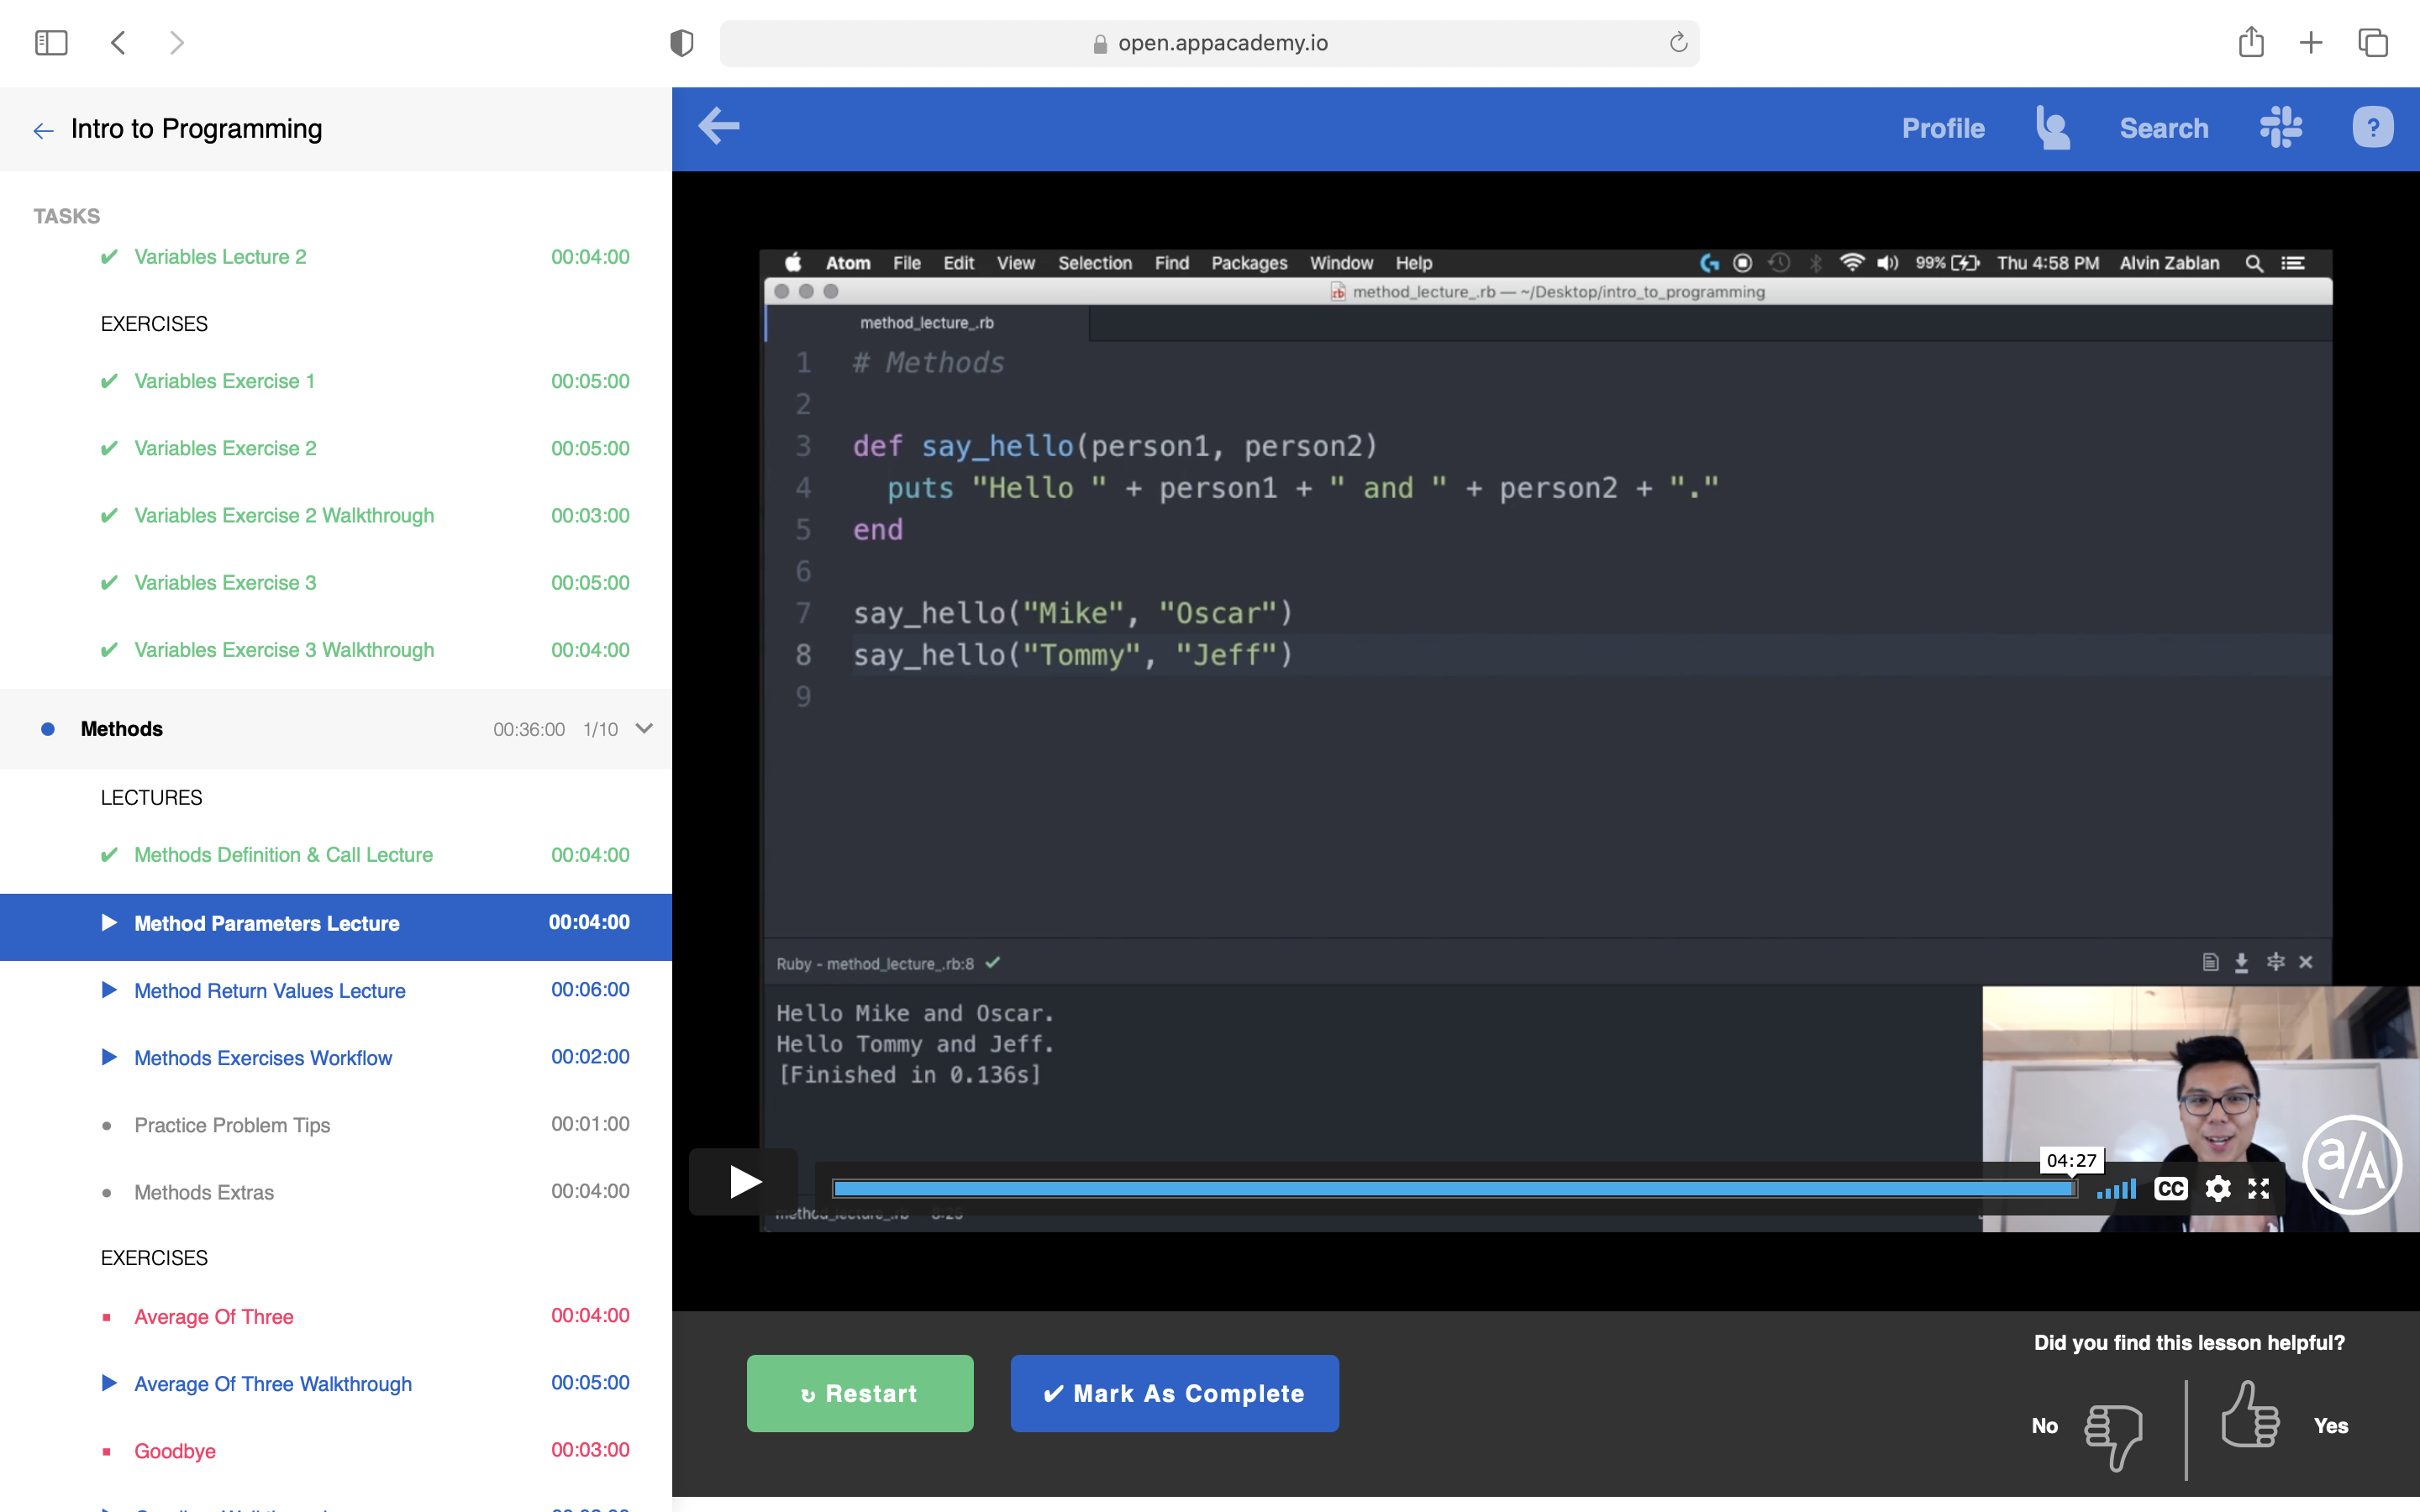 open.appacademy.io
Intro to Programming
Profile
Search
?
TASKS
Variables Lecture 2 00:04:00
EXERCISES
Variables Exercise 1 00:05:00
Variables Exercise 2 00:05:00
Variables Exercise 2 Walkthrough 00:03:00
Variables Exercise 3 00:05:00
Variables Exercise 3 Walkthrough 00:04:00
Methods 00:36:00 1/10
LECTURES
Methods Definition & Call Lecture 00:04:00
Method Parameters Lecture 00:04:00
Method Return Values Lecture 00:06:00
Methods Exercises Workflow 00:02:00
Practice Problem Tips 00:01:00
Methods Extras 00:04:00
EXERCISES
Average Of Three 00:04:00
Average Of Three Walkthrough 00:05:00
Goodbye 00:03:00
Atom File Edit View Selection Find Packages Window Help 99% Thu 4:58 PM Alvin Zablan
method_lecture_.rb — ~/Desktop/intro_to_programming
method_lecture_.rb
1 # Methods
2
3 def say_hello(person1, person2)
4 puts "Hello " + person1 + " and " + person2 + "."
5 end
6
7 say_hello("Mike", "Oscar")
8 say_hello("Tommy", "Jeff")
9
Ruby - method_lecture_.rb:8
Hello Mike and Oscar.
Hello Tommy and Jeff.
[Finished in 0.136s]
04:27
CC
a/A
method_lecture_.rb 8:25
↻ Restart
✔ Mark As Complete
Did you find this lesson helpful?
No
Yes